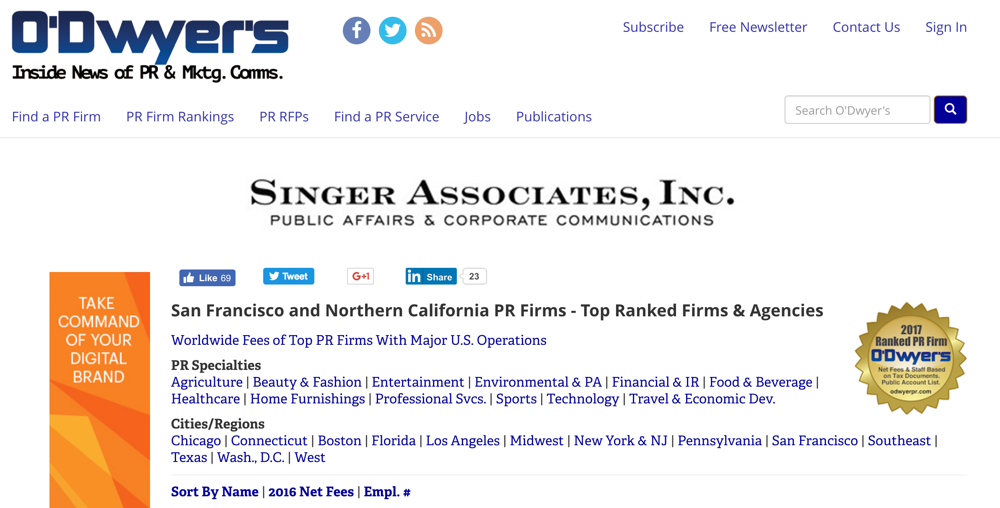 O'Dwyer's
Inside News of PR & Mktg. Comms.
Subscribe Free Newsletter Contact Us Sign In
Find a PR Firm PR Firm Rankings PR RFPs Find a PR Service Jobs Publications
Search O'Dwyer's
SINGER ASSOCIATES, INC.
PUBLIC AFFAIRS & CORPORATE COMMUNICATIONS
TAKE
COMMAND
OF YOUR
DIGITAL
BRAND
Like 69 Tweet G+1 in Share 23
San Francisco and Northern California PR Firms - Top Ranked Firms & Agencies
Worldwide Fees of Top PR Firms With Major U.S. Operations
PR Specialties
Agriculture | Beauty & Fashion | Entertainment | Environmental & PA | Financial & IR | Food & Beverage |
Healthcare | Home Furnishings | Professional Svcs. | Sports | Technology | Travel & Economic Dev.
2017
Ranked PR Firm
O'Dwyer's
Net Fees & Staff Based
on Tax Documents.
Public Account List.
odwyerpr.com
Cities/Regions
Chicago | Connecticut | Boston | Florida | Los Angeles | Midwest | New York & NJ | Pennsylvania | San Francisco | Southeast |
Texas | Wash., D.C. | West
Sort By Name | 2016 Net Fees | Empl. #